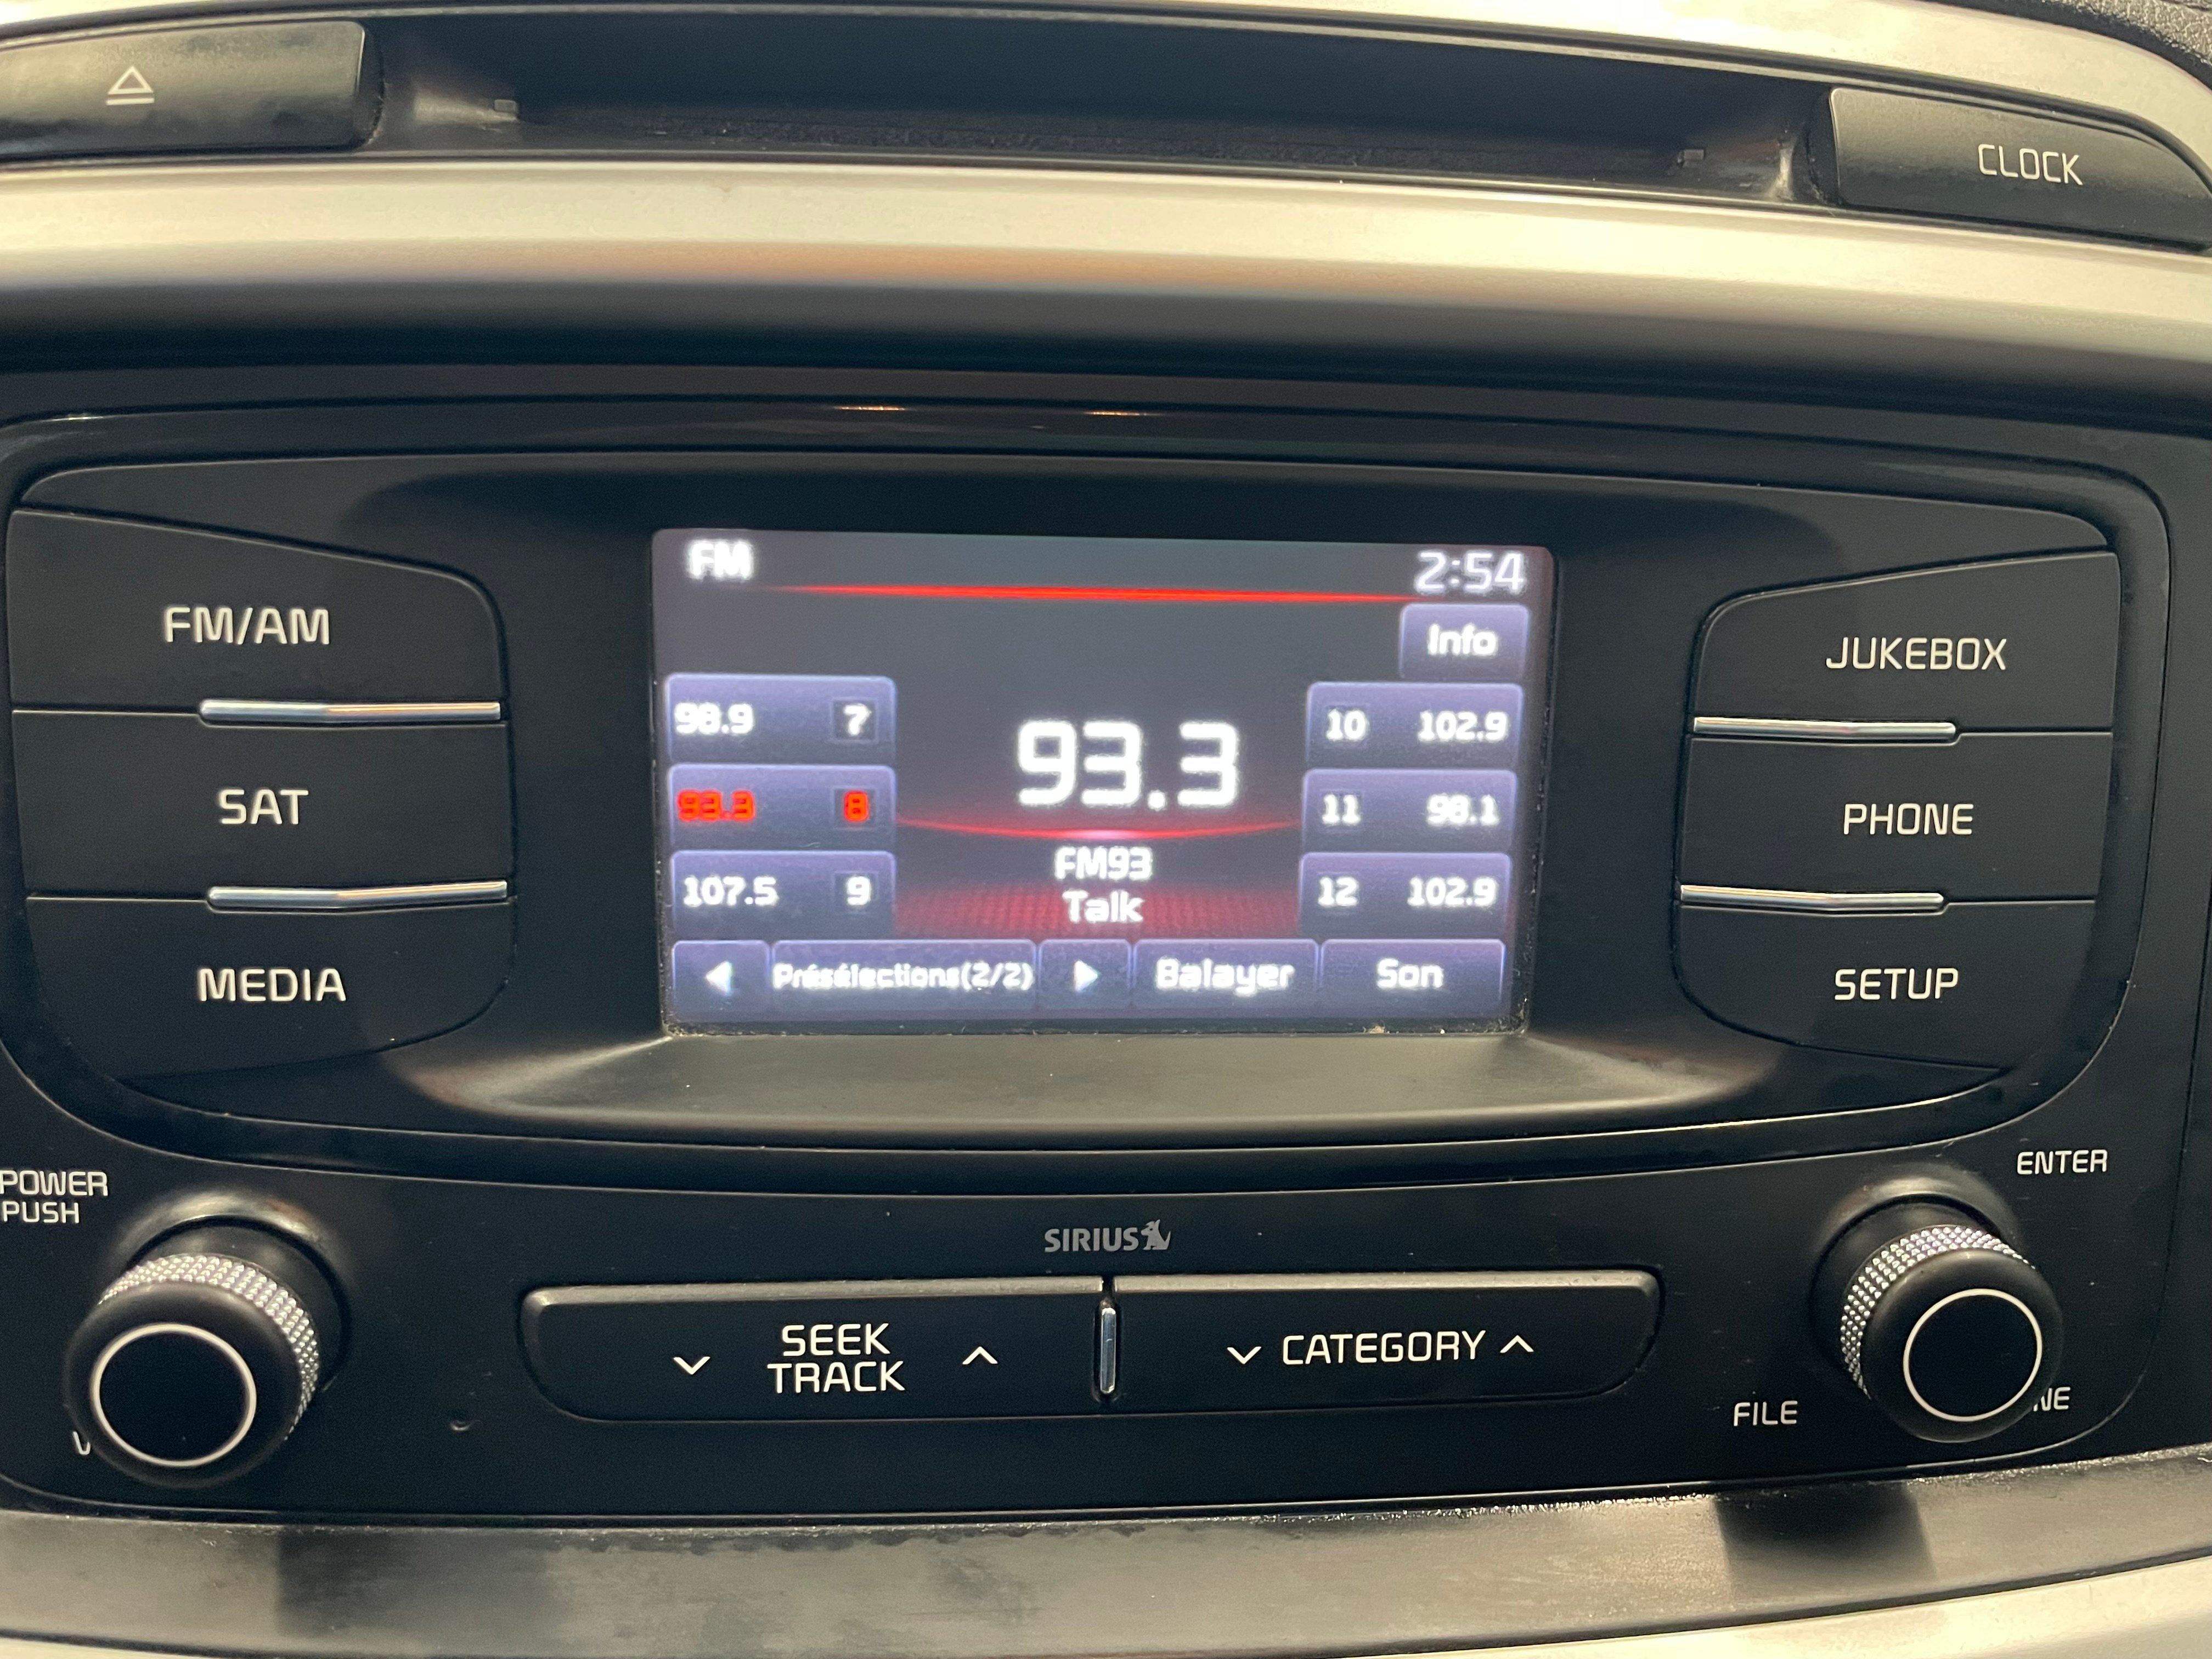 CLOCK
FM
2:54
Info
FM/AM
SAT
MEDIA
98.9 7
93.3 8
107.5 9
93.3
FM93
Talk
10 102.9
11 98.1
12 102.9
Présélections(2/2)
Balayer
Son
JUKEBOX
PHONE
SETUP
POWER
PUSH
SIRIUS
ENTER
SEEK
TRACK
CATEGORY
FILE